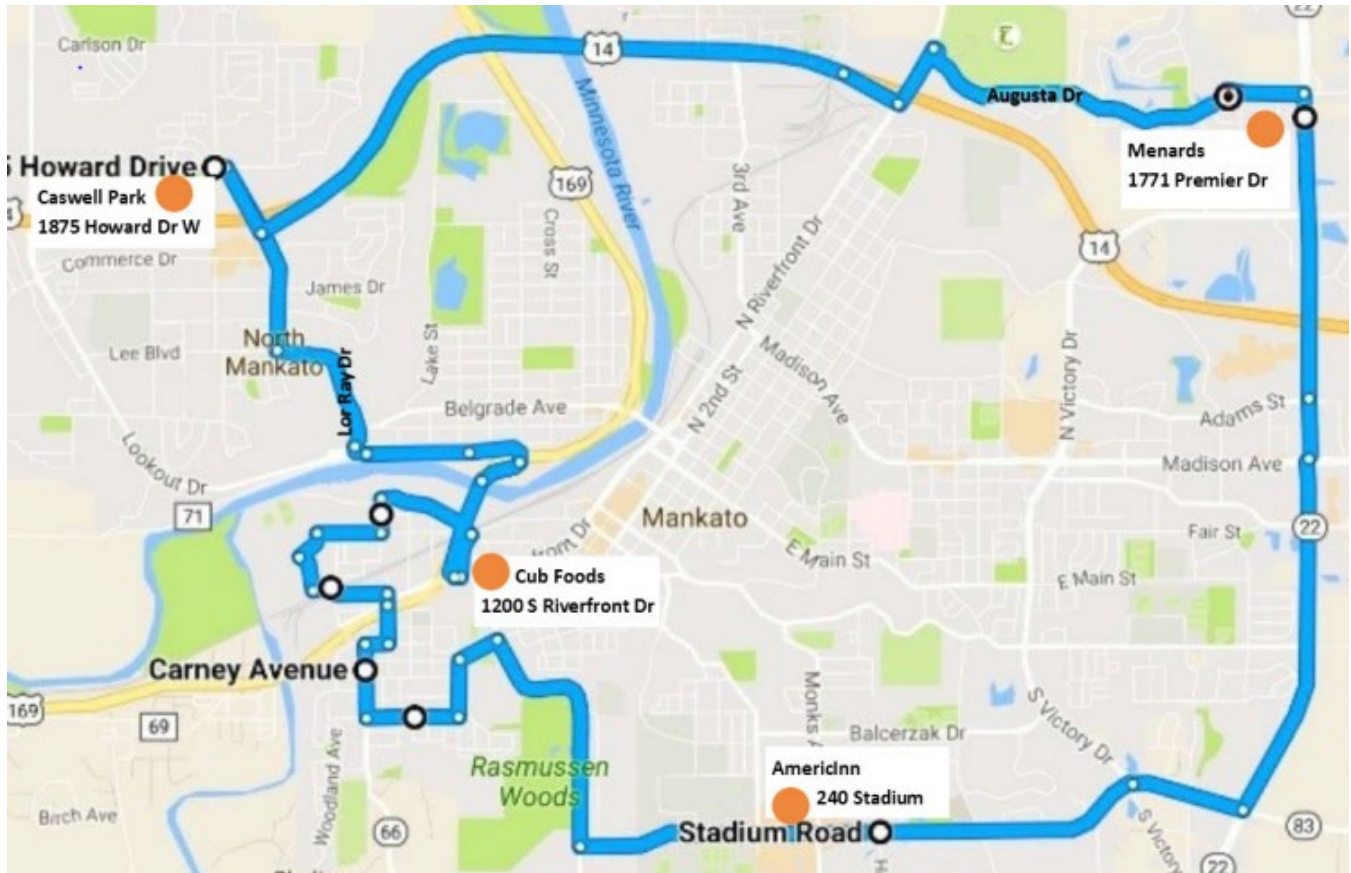 22
Carlson Dr
14
Augusta Dr
Minnesota River
169
3rd Ave
Menards
1771 Premier Dr
5 Howard Drive
Caswell Park
1875 Howard Dr W
Cross St
N Riverfront Dr
14
Commerce Dr
James Dr
North
Mankato
Lee Blvd
Lake St
Lor Ray Dr
Madison Ave
N 2nd St
N Victory Dr
Belgrade Ave
Adams St
Madison Ave
Lookout Dr
71
Mankato
22
Fair St
E Main St
E Main St
Cub Foods
1200 S Riverfront Dr
Carney Avenue
169
69
Monks A
S Victory Dr
Balcerzak Dr
Rasmussen
Woods
Woodland Ave
AmericInn
240 Stadium
Birch Ave
66
Stadium Road
83
S Victory
22